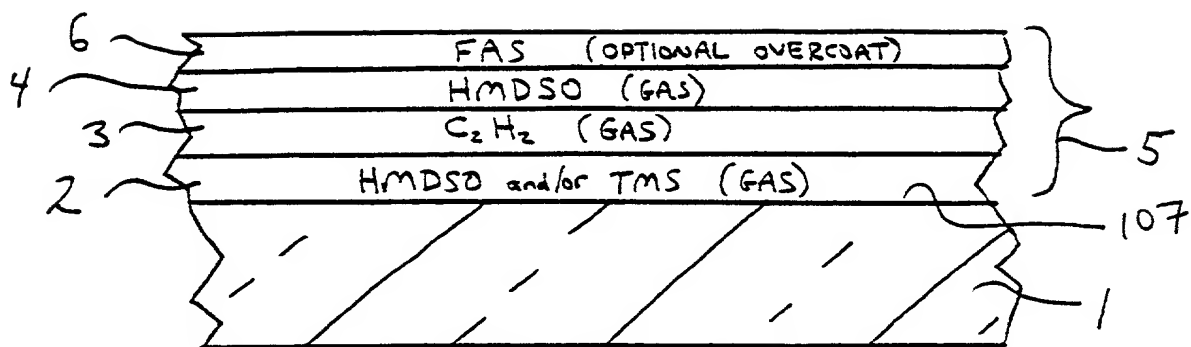 6 FAS (OPTIONAL OVERCOAT)
4 HMDSO (GAS)
3 C₂H₂ (GAS)
5
2 HMDSO and/or TMS (GAS)
107
1